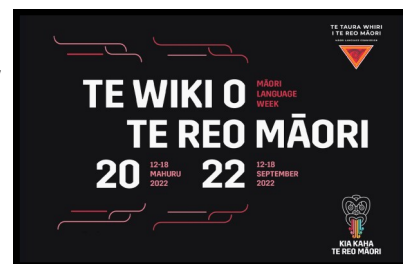 TE TAURA WHIRI
I TE REO MĀORI
MĀORI LANGUAGE COMMISSION
TE WIKI O
MĀORI
LANGUAGE
WEEK
TE REO MĀORI
20
12-18
MAHURU
2022
22
12-18
SEPTEMBER
2022
KIA KAHA
TE REO MĀORI